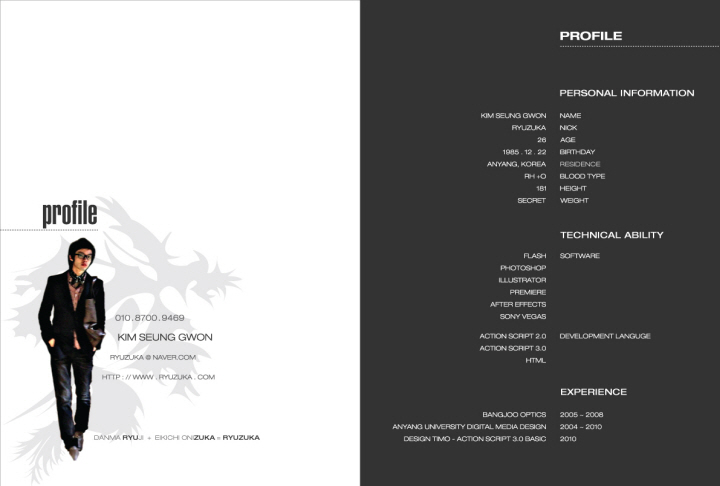 profile
010 . 8700 . 9469
KIM SEUNG GWON
RYUZUKA @ NAVER.COM
HTTP : // WWW . RYUZUKA . COM
DANMA RYUJI + EIKICHI ONIZUKA = RYUZUKA
PROFILE
PERSONAL INFORMATION
KIM SEUNG GWON NAME
RYUZUKA NICK
26 AGE
1985 . 12 . 22 BIRTHDAY
ANYANG, KOREA RESIDENCE
RH +O BLOOD TYPE
181 HEIGHT
SECRET WEIGHT
TECHNICAL ABILITY
FLASH SOFTWARE
PHOTOSHOP
ILLUSTRATOR
PREMIERE
AFTER EFFECTS
SONY VEGAS
ACTION SCRIPT 2.0 DEVELOPMENT LANGUGE
ACTION SCRIPT 3.0
HTML
EXPERIENCE
BANGJOO OPTICS 2005 ~ 2008
ANYANG UNIVERSITY DIGITAL MEDIA DESIGN 2004 ~ 2010
DESIGN TIMO - ACTION SCRIPT 3.0 BASIC 2010